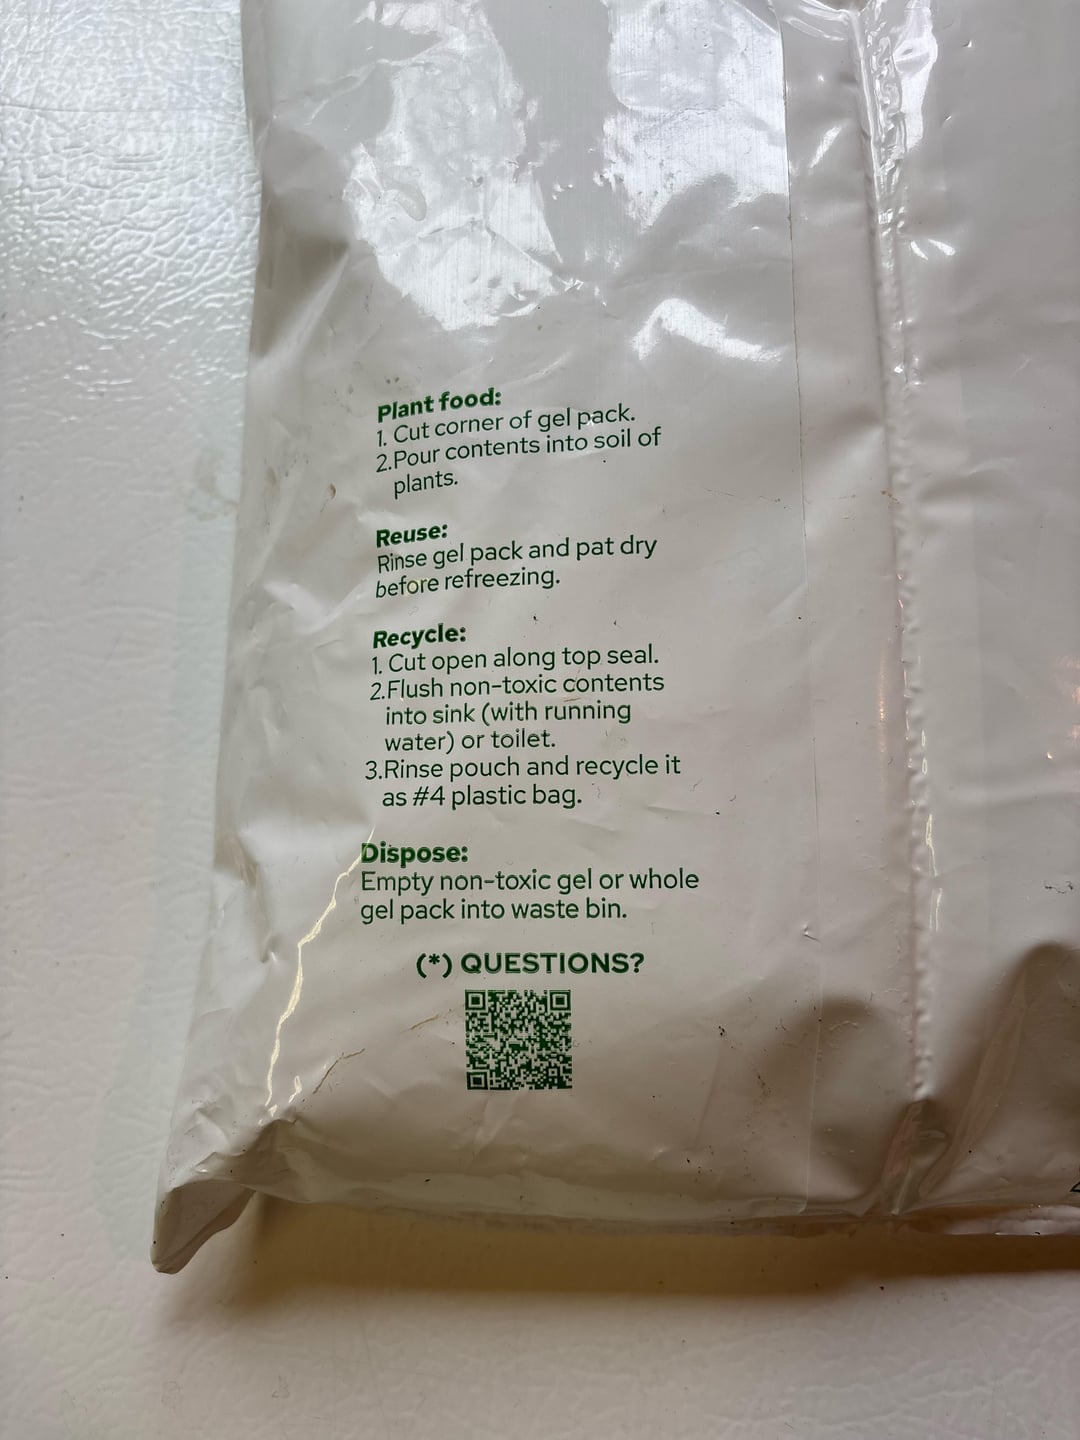 Plant food:
1. Cut corner of gel pack.
2.Pour contents into soil of
plants.
Reuse:
Rinse gel pack and pat dry
before refreezing.
Recycle:
1. Cut open along top seal.
2.Flush non-toxic contents
into sink (with running
water) or toilet.
3.Rinse pouch and recycle it
as #4 plastic bag.
Dispose:
Empty non-toxic gel or whole
gel pack into waste bin.
(*) QUESTIONS?